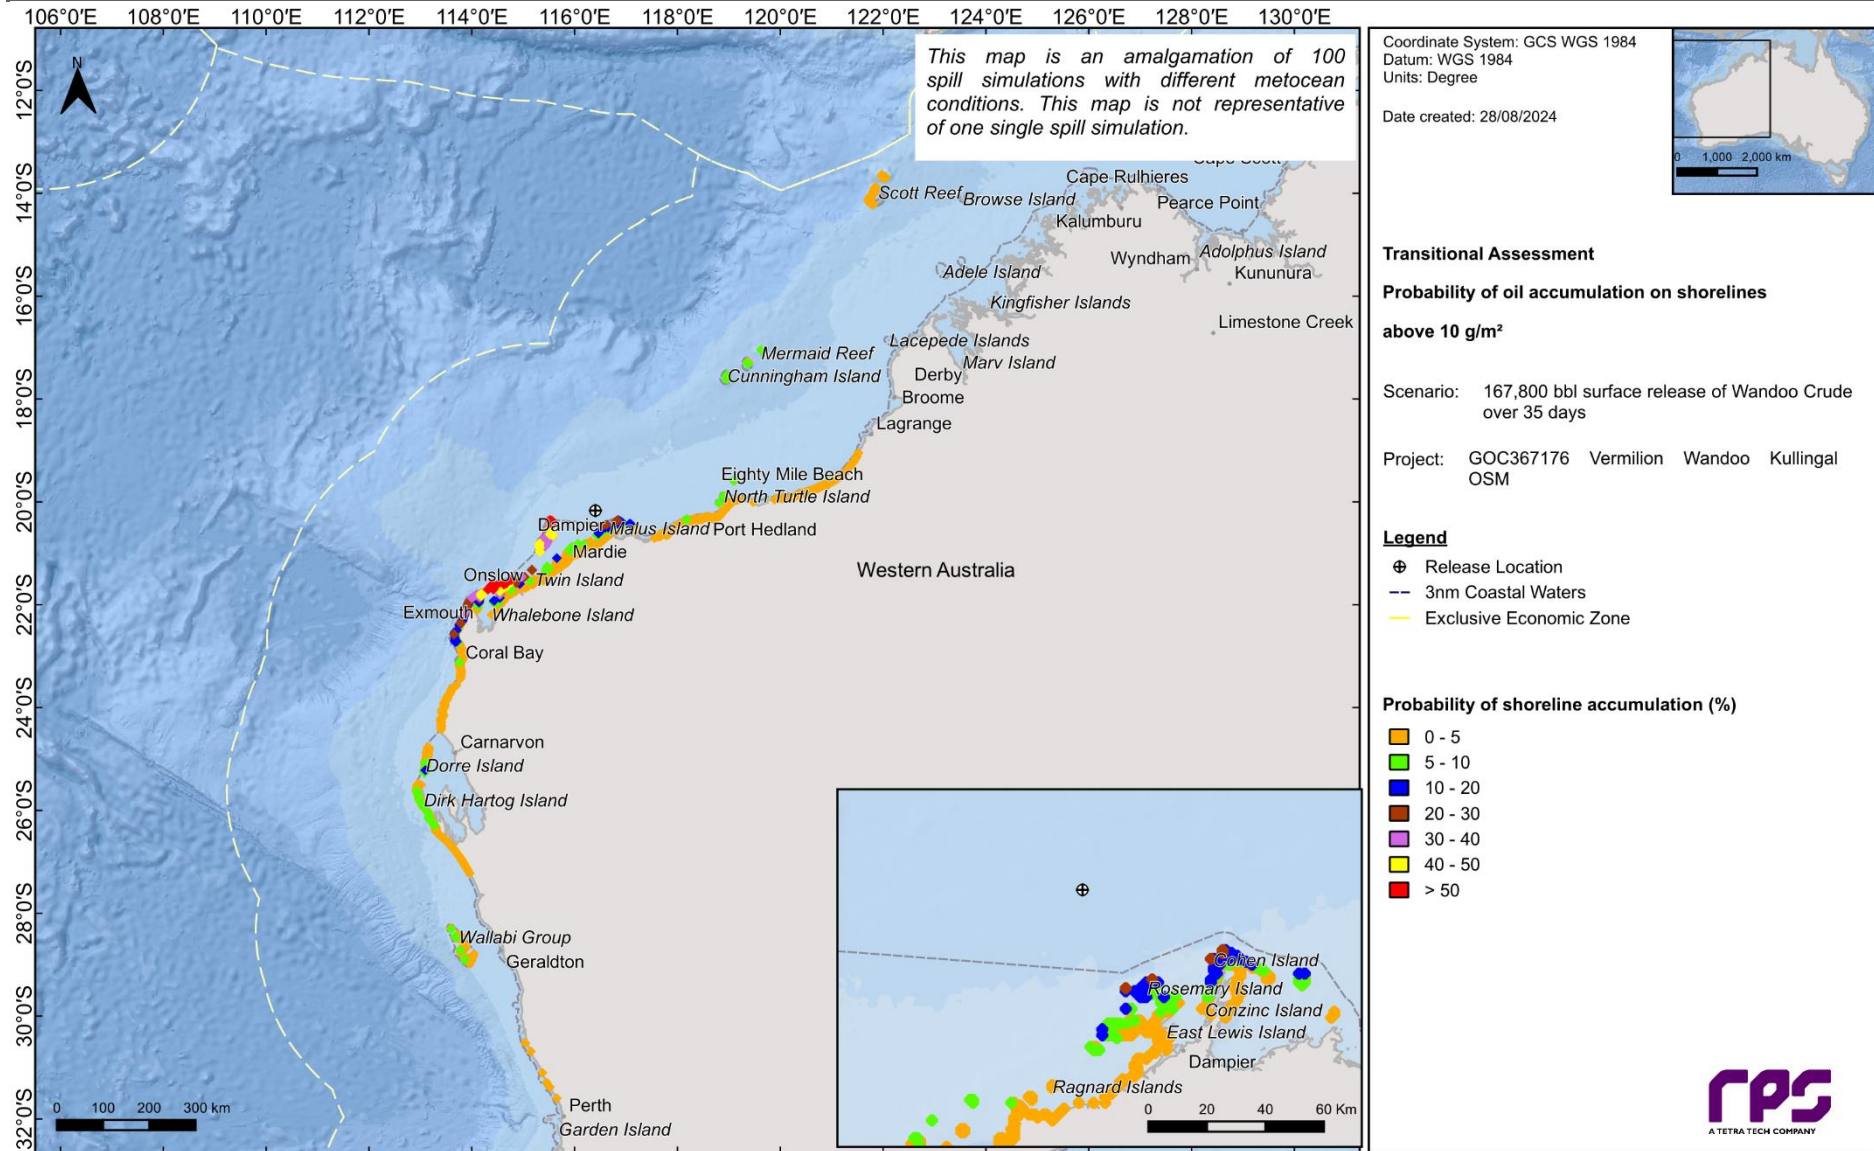 106°0'E 108°0'E 110°0'E 112°0'E 114°0'E 116°0'E 118°0'E 120°0'E 122°0'E 124°0'E 126°0'E 128°0'E 130°0'E
12°0'S
14°0'S
16°0'S
18°0'S
20°0'S
22°0'S
24°0'S
26°0'S
28°0'S
30°0'S
32°0'S
N
This map is an amalgamation of 100
spill simulations with different metocean
conditions. This map is not representative
of one single spill simulation.
Cape Scott
Cape Rulhieres
Scott Reef
Browse Island
Pearce Point
Kalumburu
Wyndham
Adolphus Island
Kununura
Adele Island
Kingfisher Islands
Limestone Creek
Lacepede Islands
Mermaid Reef
Marv Island
Cunningham Island
Derby
Broome
Lagrange
Eighty Mile Beach
North Turtle Island
Dampier
Malus Island
Port Hedland
Mardie
Western Australia
Onslow
Twin Island
Exmouth
Whalebone Island
Coral Bay
Carnarvon
Dorre Island
Dirk Hartog Island
Wallabi Group
Geraldton
Perth
Garden Island
0 100 200 300 km
Cohen Island
Rosemary Island
Conzinc Island
East Lewis Island
Dampier
Ragnard Islands
0 20 40 60 Km
Coordinate System: GCS WGS 1984
Datum: WGS 1984
Units: Degree
Date created: 28/08/2024
0 1,000 2,000 km
Transitional Assessment
Probability of oil accumulation on shorelines
above 10 g/m²
Scenario: 167,800 bbl surface release of Wandoo Crude
over 35 days
Project: GOC367176 Vermilion Wandoo Kullingal
OSM
Legend
Release Location
3nm Coastal Waters
Exclusive Economic Zone
Probability of shoreline accumulation (%)
0 - 5
5 - 10
10 - 20
20 - 30
30 - 40
40 - 50
> 50
rps
A TETRA TECH COMPANY